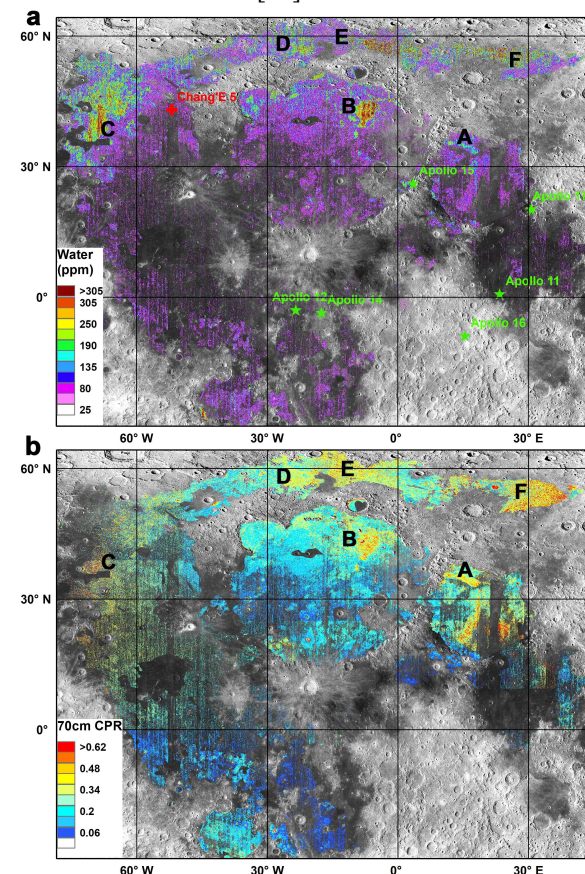 a
60° N
30° N
0°
D
E
F
Chang'E 5
B
C
A
Apollo 15
Apollo 11
Apollo 12
Apollo 16
Water
(ppm)
>305
305
250
190
135
80
25
60° W
30° W
0°
30° E
b
60° N
30° N
0°
D
E
F
B
C
A
70cm CPR
>0.62
0.48
0.34
0.2
0.06
60° W
30° W
0°
30° E